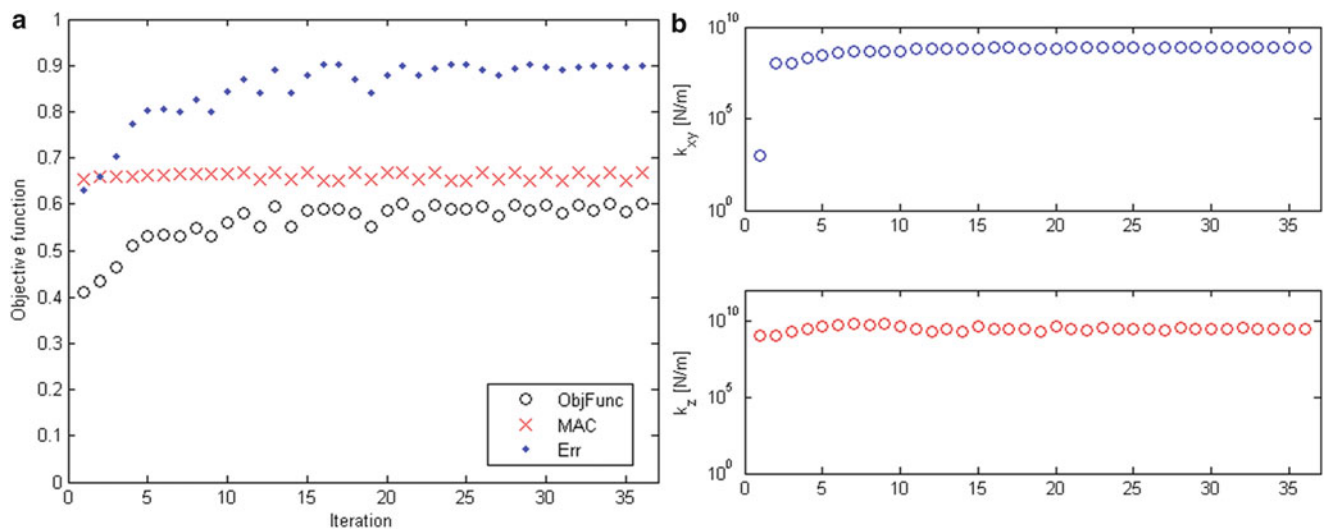 a
1
0.9
0.8
0.7
0.6
0.5
0.4
0.3
0.2
0.1
0
Objective function
ObjFunc
MAC
Err
0 5 10 15 20 25 30 35
Iteration
b
10^10
10^5
10^0
k_xy [N/m]
0 5 10 15 20 25 30 35
10^10
10^5
10^0
k_z [N/m]
0 5 10 15 20 25 30 35